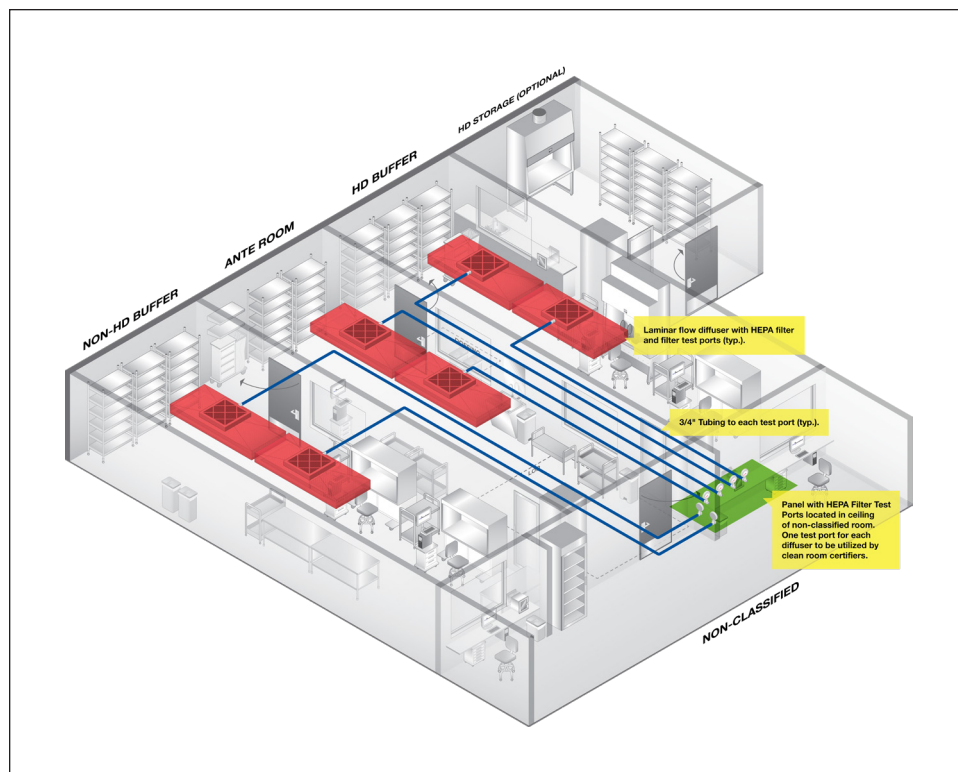 HD STORAGE (OPTIONAL)
HD BUFFER
ANTE ROOM
NON-HD BUFFER
Laminar flow diffuser with HEPA filter
and filter test ports (typ.).
3/4" Tubing to each test port (typ.).
Panel with HEPA Filter Test
Ports located in ceiling
of non-classified room.
One test port for each
diffuser to be utilized by
clean room certifiers.
NON-CLASSIFIED